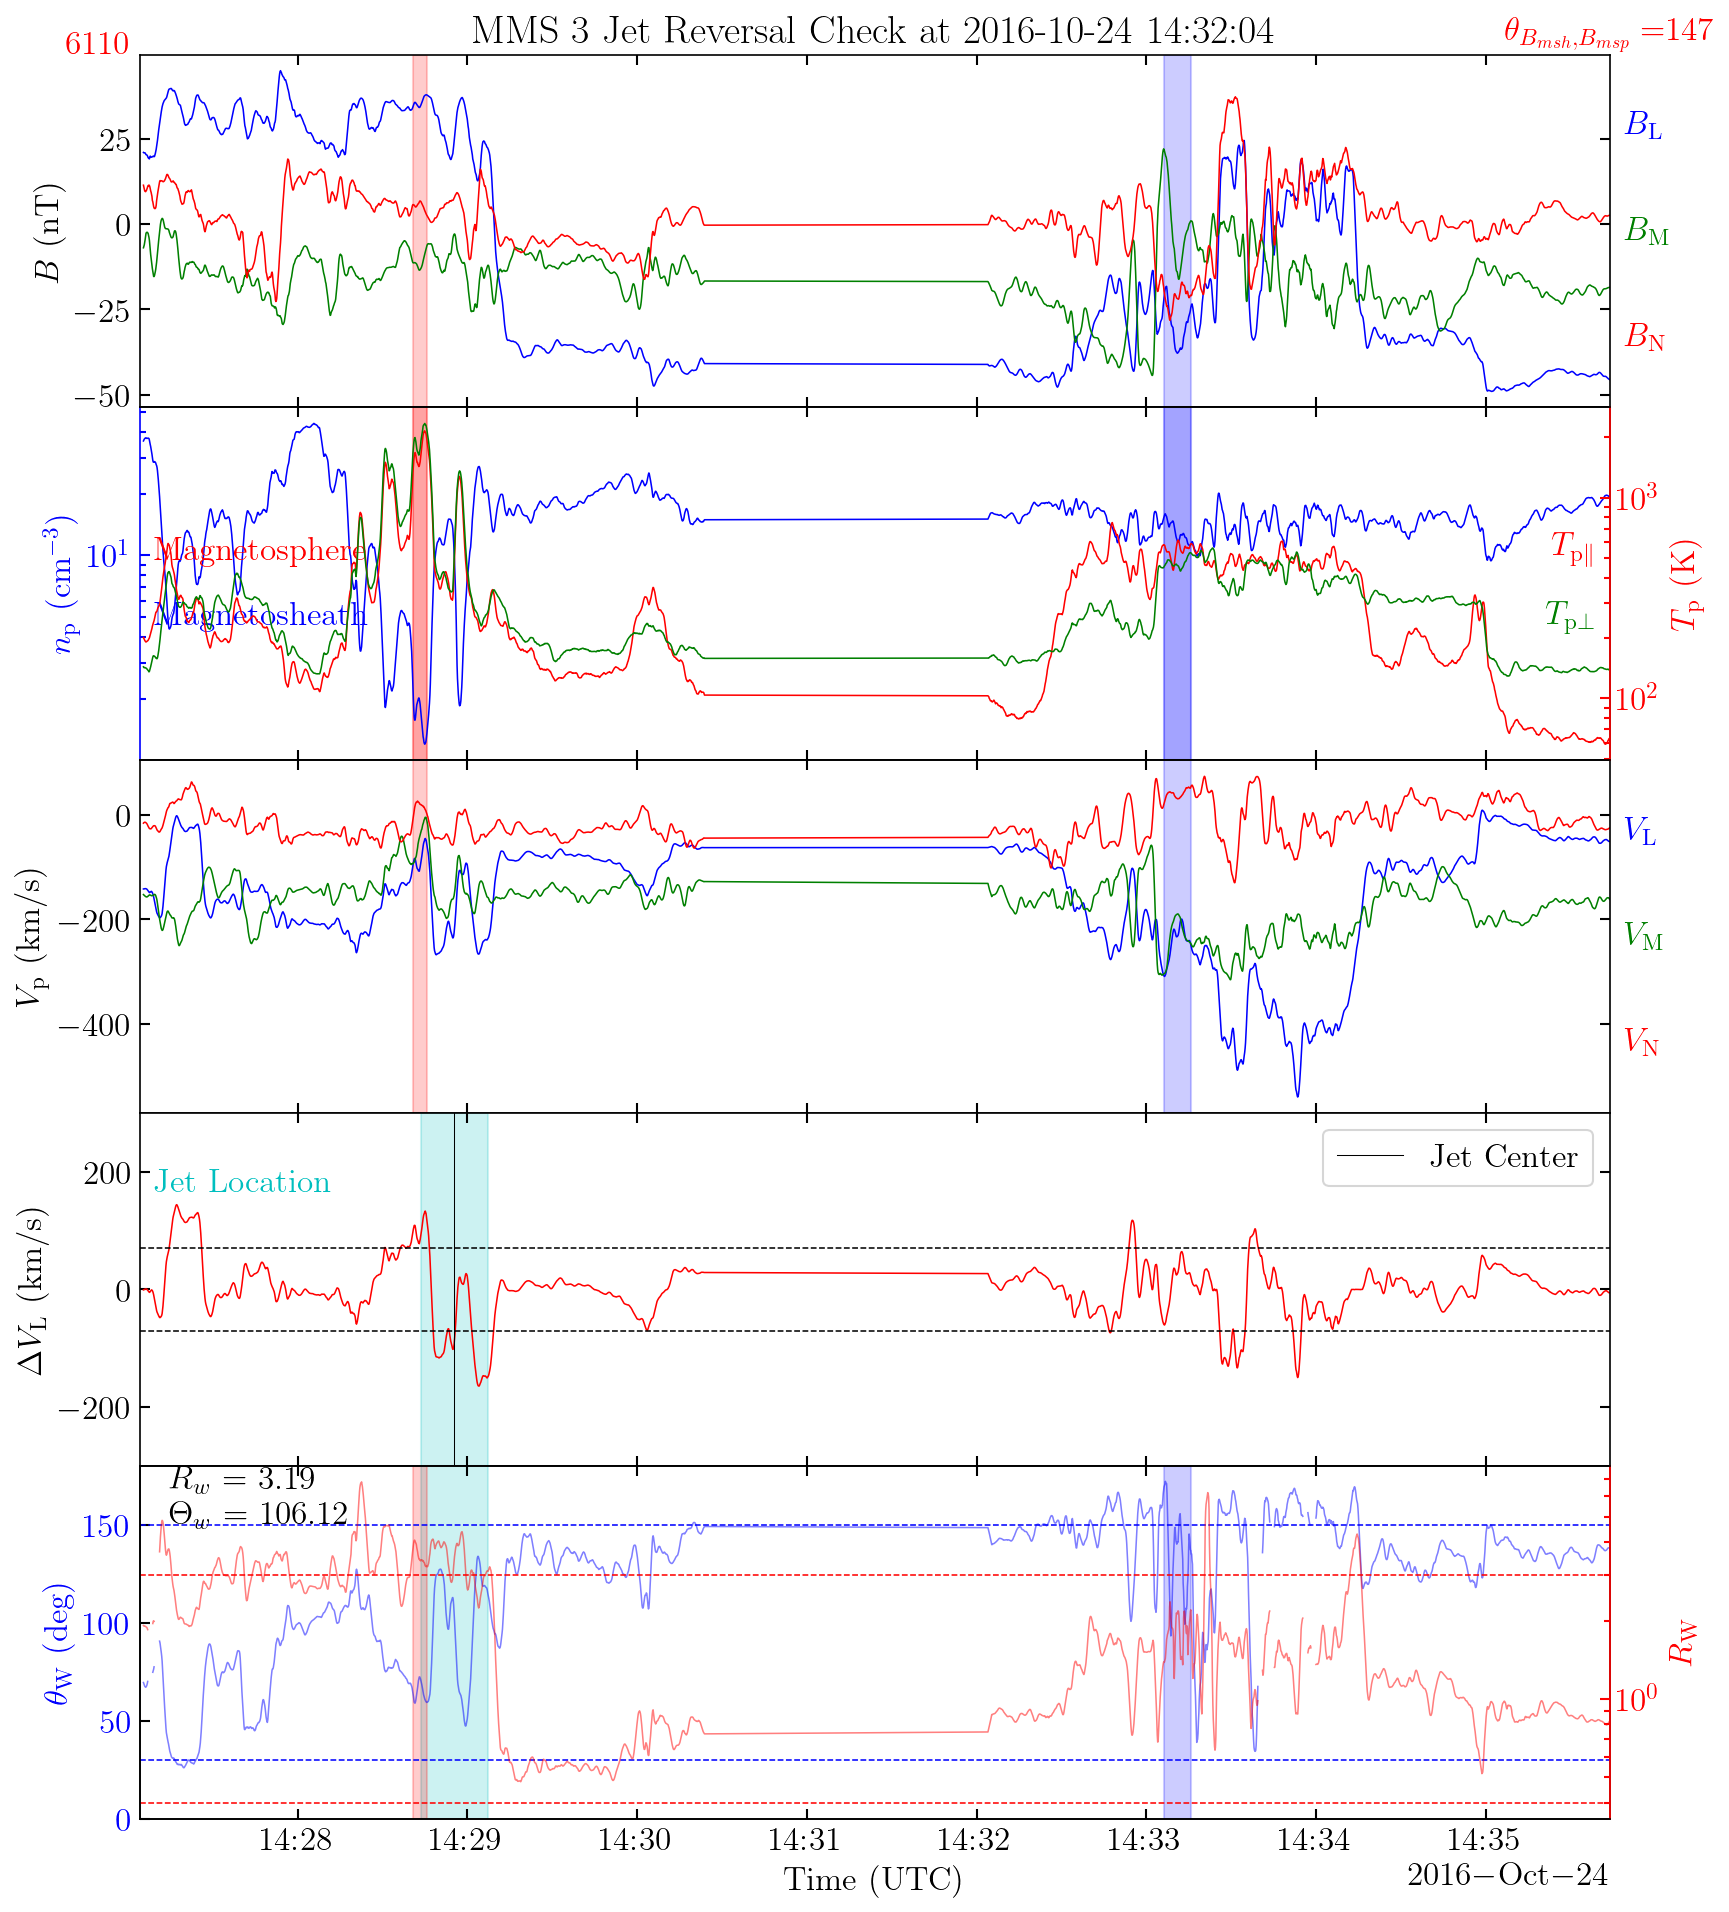 6110
MMS 3 Jet Reversal Check at 2016-10-24 14:32:04
θ_{B_{msh},B_{msp}} =147
B (nT)
25
0
−25
−50
B_L
B_M
B_N
n_p (cm^{−3})
10^1
Magnetosphere
Magnetosheath
10^3
10^2
T_{p∥}
T_{p⊥}
T_p (K)
V_p (km/s)
0
−200
−400
V_L
V_M
V_N
ΔV_L (km/s)
200
0
−200
Jet Location
Jet Center
θ_W (deg)
150
100
50
0
R_w = 3.19
Θ_w = 106.12
10^0
R_W
14:28
14:29
14:30
14:31
14:32
14:33
14:34
14:35
Time (UTC)
2016−Oct−24